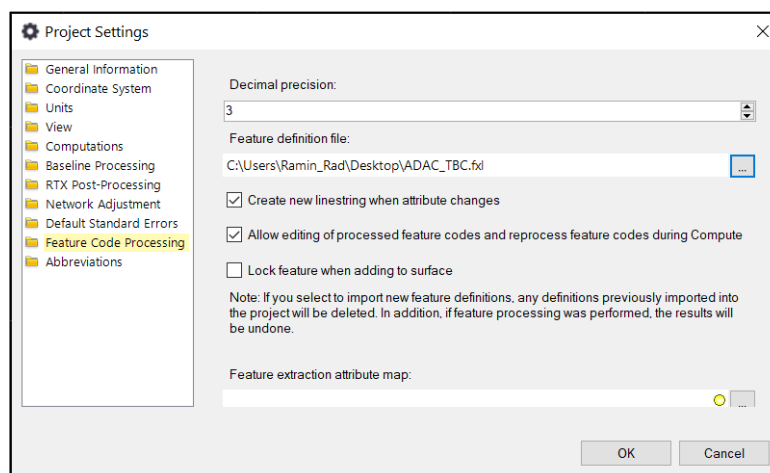 Project Settings
General Information
Coordinate System
Units
View
Computations
Baseline Processing
RTX Post-Processing
Network Adjustment
Default Standard Errors
Feature Code Processing
Abbreviations
Decimal precision:
3
Feature definition file:
C:\Users\Ramin_Rad\Desktop\ADAC_TBC.fxl
...
Create new linestring when attribute changes
Allow editing of processed feature codes and reprocess feature codes during Compute
Lock feature when adding to surface
Note: If you select to import new feature definitions, any definitions previously imported into
the project will be deleted. In addition, if feature processing was performed, the results will
be undone.
Feature extraction attribute map:
...
OK
Cancel